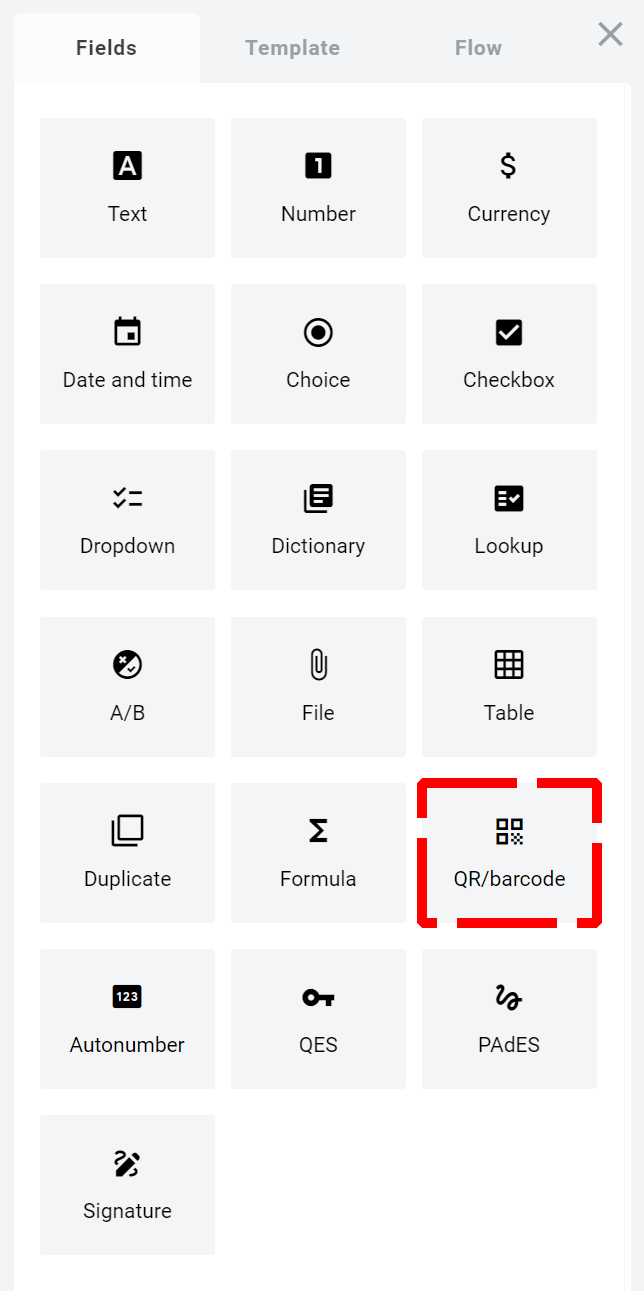 Fields Template Flow
A 1 $
Text Number Currency
Date and time Choice Checkbox
Dropdown Dictionary Lookup
A/B File Table
Σ
Duplicate Formula QR/barcode
123
Autonumber QES PAdES
Signature